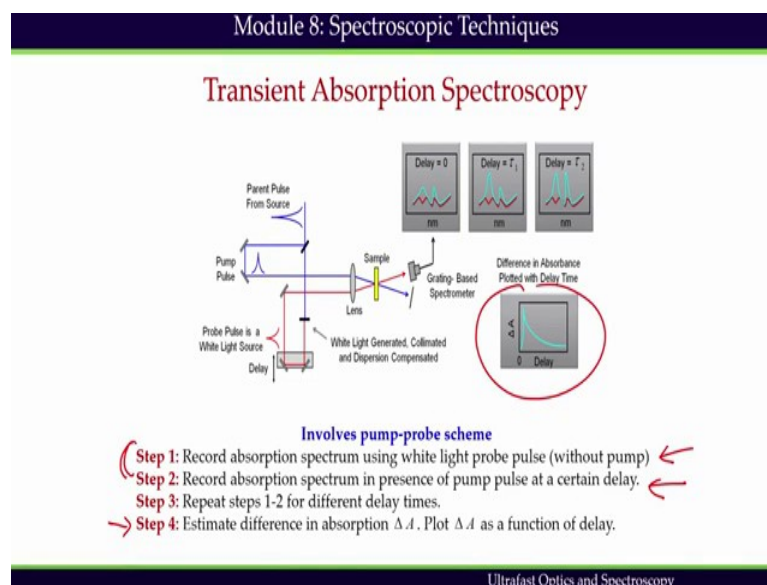 Module 8: Spectroscopic Techniques
Transient Absorption Spectroscopy
Delay = 0
Delay = τ 1
Delay = τ 2
nm
nm
nm
Parent Pulse
From Source
Pump
Pulse
Sample
Lens
Grating- Based
Spectrometer
Difference in Absorbance
Plotted with Delay Time
Δ A
0 Delay
Probe Pulse is a
White Light Source
White Light Generated, Collimated
and Dispersion Compensated
Delay
Involves pump-probe scheme
Step 1: Record absorption spectrum using white light probe pulse (without pump)
Step 2: Record absorption spectrum in presence of pump pulse at a certain delay.
Step 3: Repeat steps 1-2 for different delay times.
Step 4: Estimate difference in absorption Δ A. Plot Δ A as a function of delay.
Ultrafast Optics and Spectroscopy